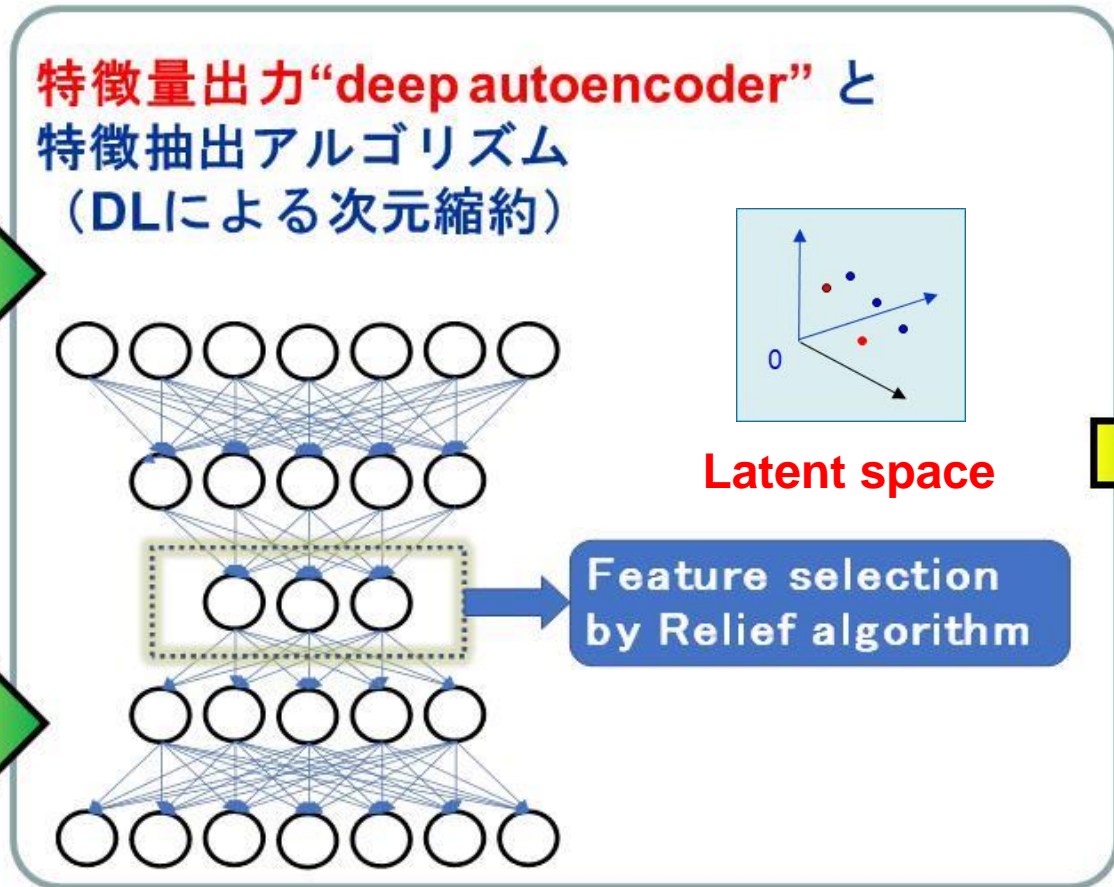 特徴量出力“deep autoencoder” と
特徴抽出アルゴリズム
（DLによる次元縮約）
0
Latent space
Feature selection
by Relief algorithm